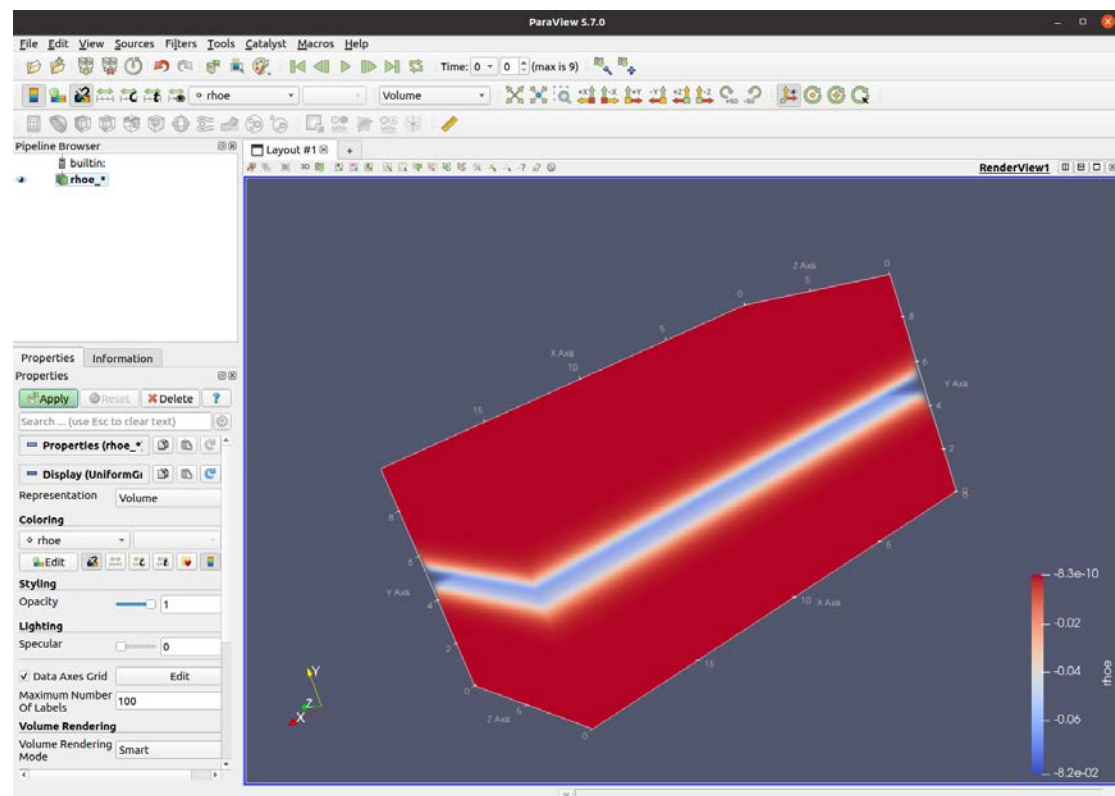 ParaView 5.7.0
File Edit View Sources Filters Tools Catalyst Macros Help
Time: 0 0 (max is 9)
rhoe Volume +X -X +Y -Y +Z -Z +90 -90
Pipeline Browser
builtin:
rhoe_*
Layout #1 +
3D RenderView1
Properties Information
Properties
Apply Reset Delete ?
Search ... (use Esc to clear text)
Properties (rhoe_*
Display (UniformGr
Representation Volume
Coloring
rhoe
Edit
Styling
Opacity 1
Lighting
Specular 0
Data Axes Grid Edit
Maximum Number Of Labels 100
Volume Rendering
Volume Rendering Mode Smart
Z Axis
0
5
0
X Axis
5
10
15
8
6
Y Axis
4
2
0
8
6
Y Axis
4
2
0
Z Axis
5
0
5
10 X Axis
15
0
Y
Z
X
-8.3e-10
-0.02
-0.04
-0.06
-8.2e-02
rhoe